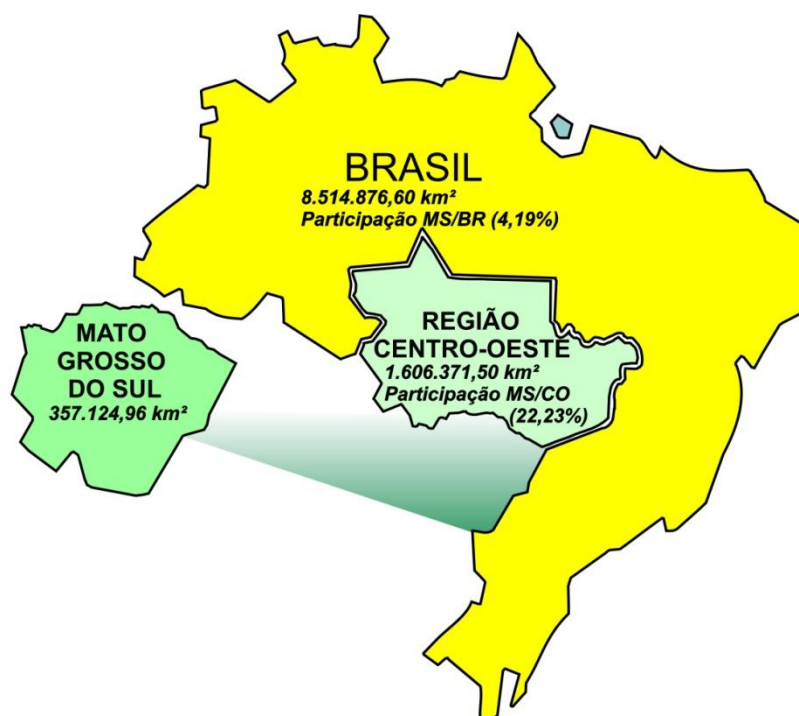 BRASIL
8.514.876,60 km²
Participação MS/BR (4,19%)
REGIÃO
CENTRO-OESTE
1.606.371,50 km²
Participação MS/CO
(22,23%)
MATO
GROSSO
DO SUL
357.124,96 km²